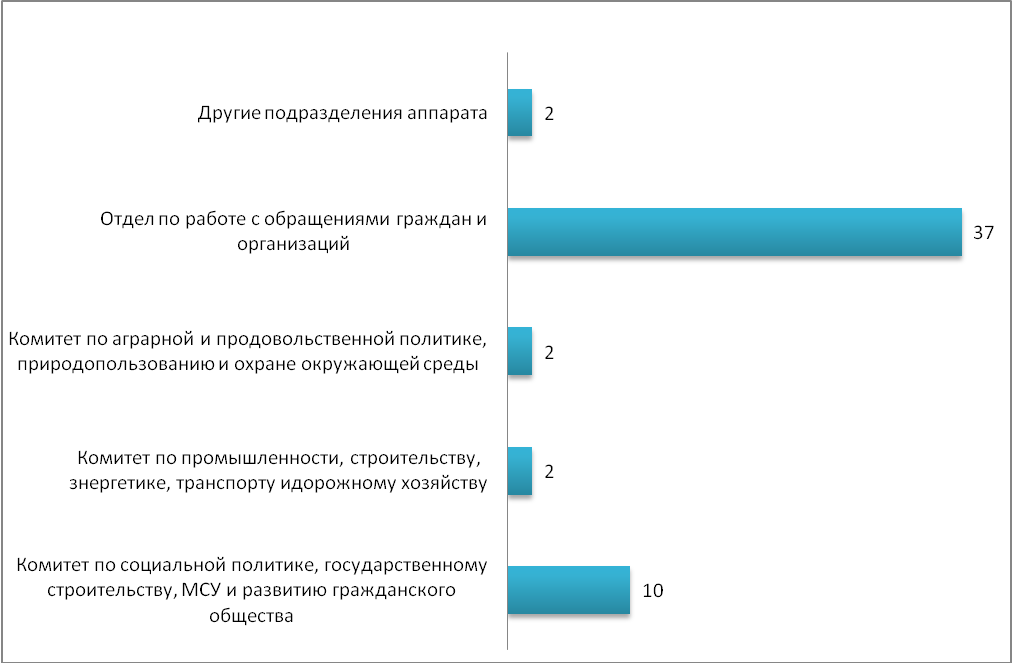 Другие подразделения аппарата
2
Отдел по работе с обращениями граждан и
организаций
37
Комитет по аграрной и продовольственной политике,
природопользованию и охране окружающей среды
2
Комитет по промышленности, строительству,
знергетике, транспорту идорожному хозяйству
2
Комитет по социальной политике, государственному
строительству, МСУ и развитию гражданского
общества
10